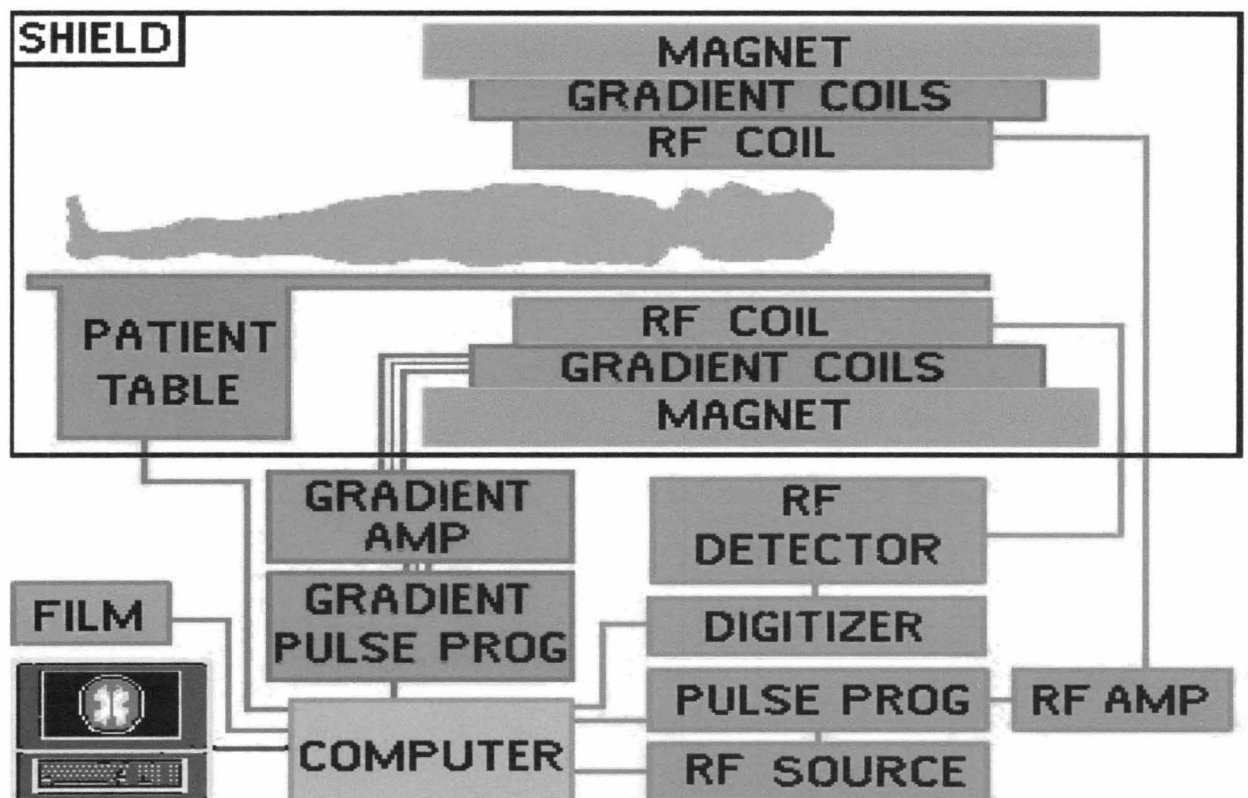 SHIELD
MAGNET
GRADIENT COILS
RF COIL
PATIENT
TABLE
RF COIL
GRADIENT COILS
MAGNET
GRADIENT
AMP
RF
DETECTOR
FILM
GRADIENT
PULSE PROG
DIGITIZER
PULSE PROG
RF AMP
COMPUTER
RF SOURCE